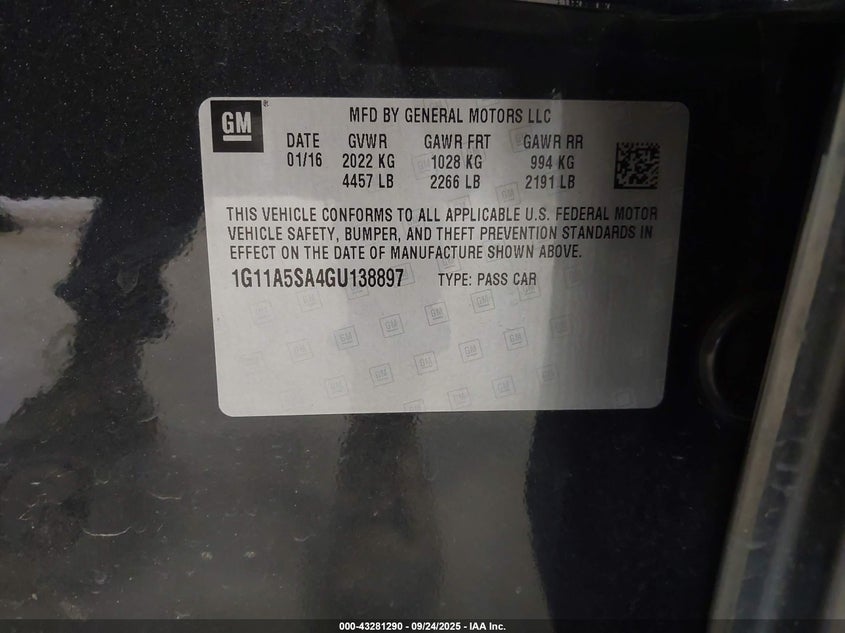 GM
MFD BY GENERAL MOTORS LLC
DATE GVWR GAWR FRT GAWR RR
01/16 2022 KG 1028 KG 994 KG
4457 LB 2266 LB 2191 LB
THIS VEHICLE CONFORMS TO ALL APPLICABLE U.S. FEDERAL MOTOR
VEHICLE SAFETY, BUMPER, AND THEFT PREVENTION STANDARDS IN
EFFECT ON THE DATE OF MANUFACTURE SHOWN ABOVE.
1G11A5SA4GU138897 TYPE: PASS CAR
000-43281290 - 09/24/2025 - IAA Inc.